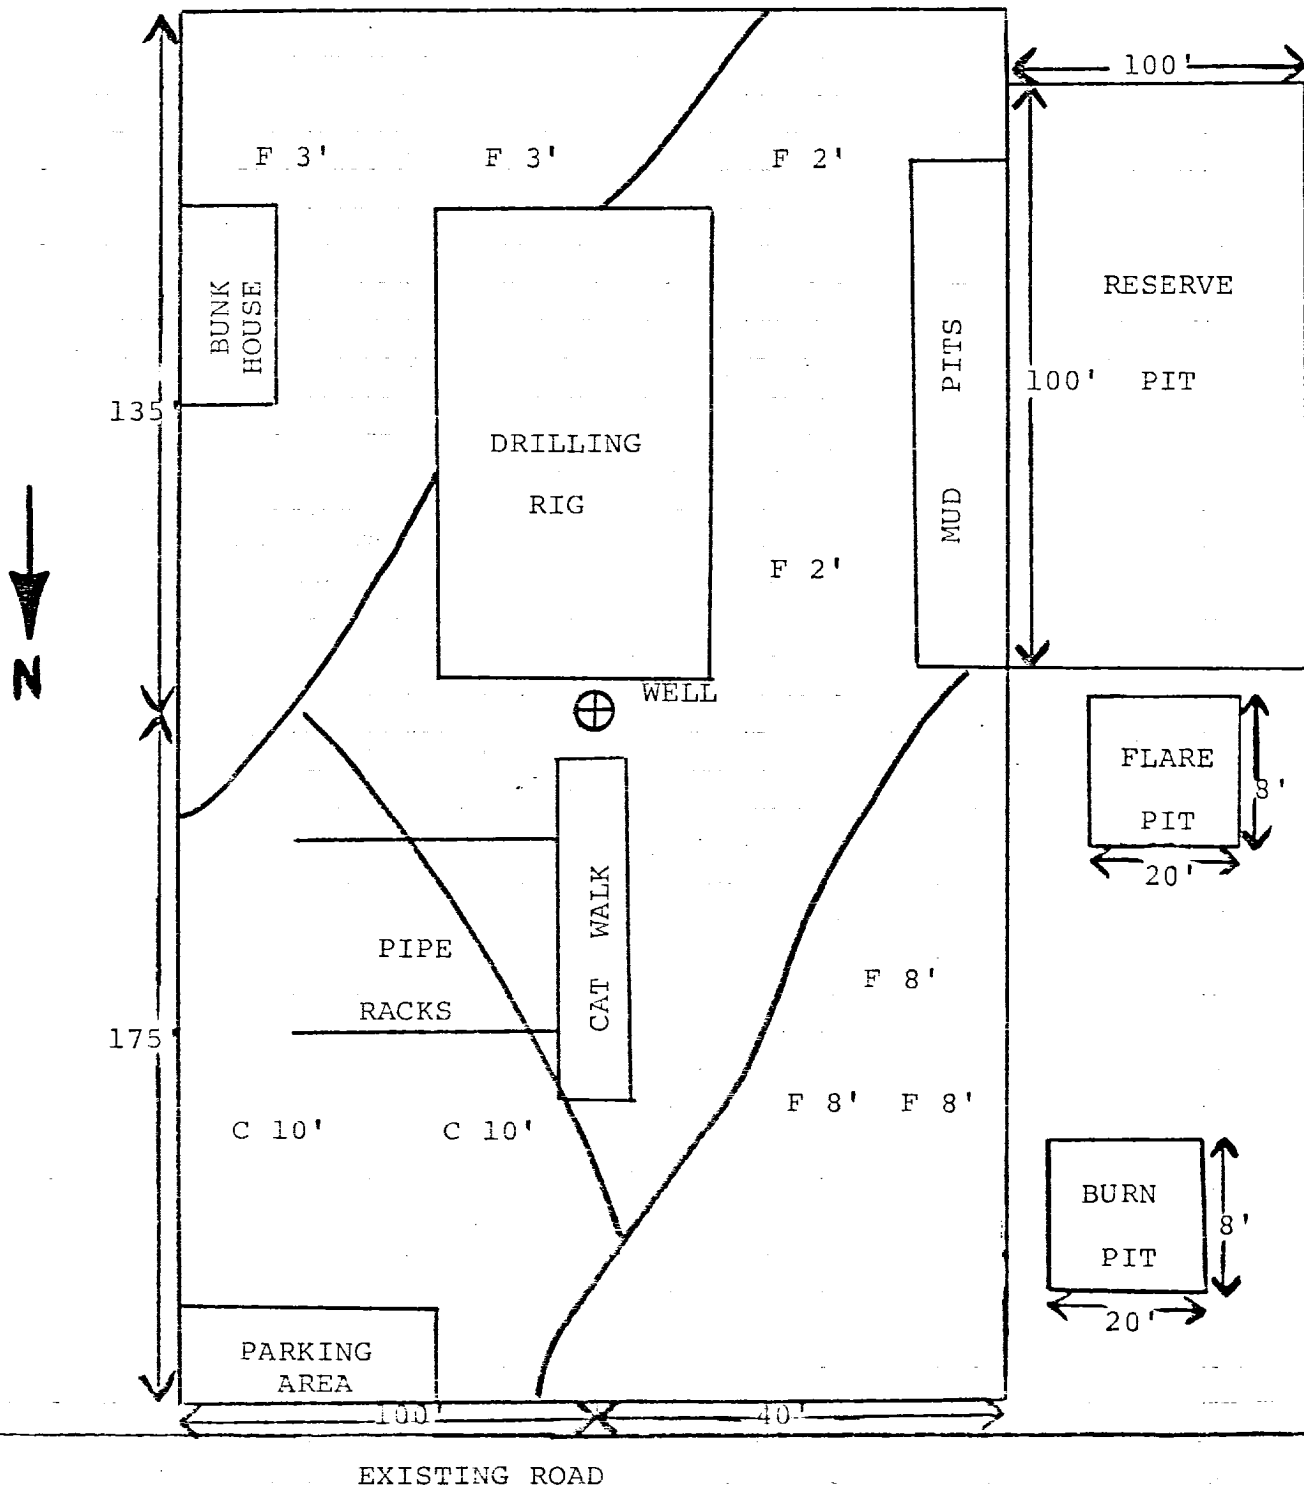 100'
F 3'
F 3'
F 2'
BUNK
HOUSE
RESERVE
PIT
100'
MUD PITS
135'
DRILLING
RIG
N
F 2'
WELL
FLARE
PIT
8'
20'
CAT WALK
PIPE
RACKS
F 8'
175'
F 8'
F 8'
C 10'
C 10'
BURN
PIT
8'
20'
PARKING
AREA
100'
40'
EXISTING ROAD